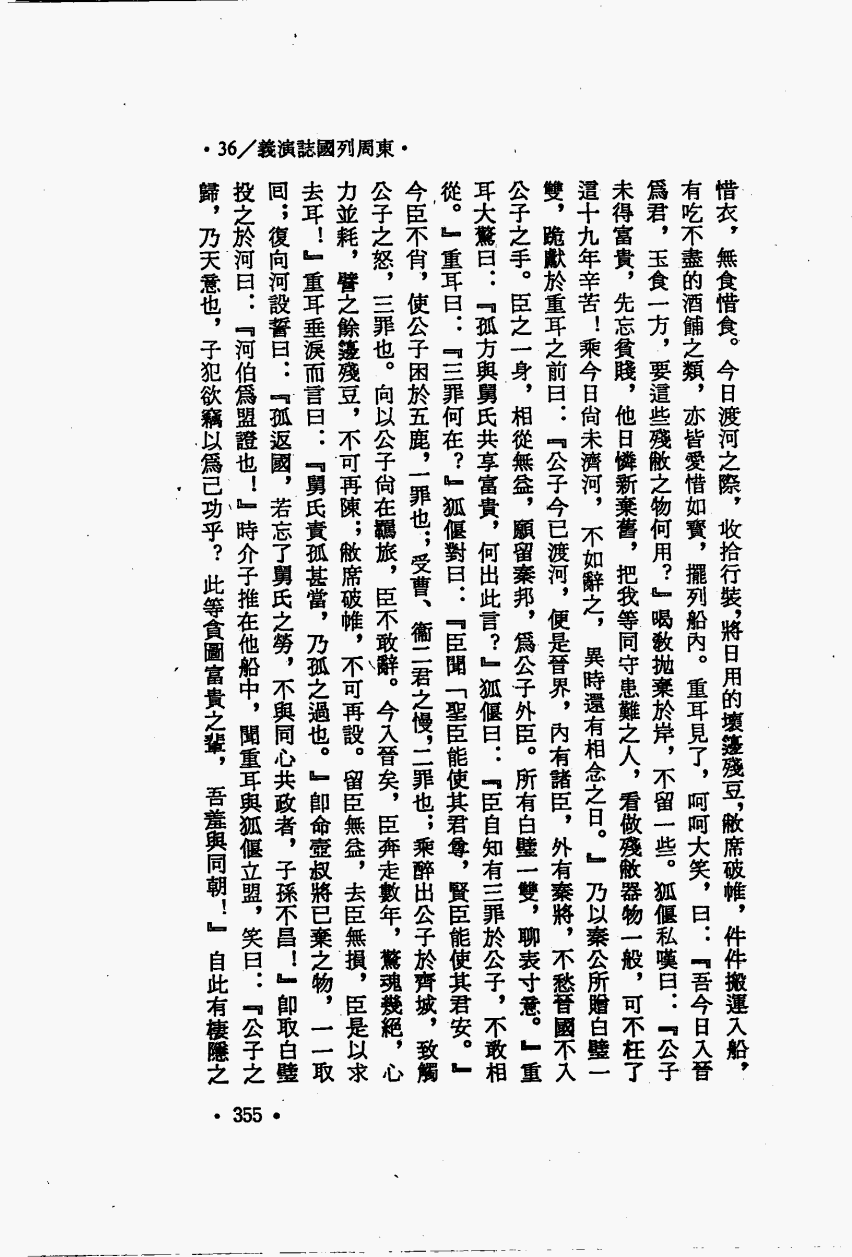 ·東周列國誌演義/36·
惜衣，無食惜食。今日渡河之際，收拾行裝，將日用的壞籩殘豆，敝席破帷，件件搬運入船，
有吃不盡的酒餔之類，亦皆愛惜如寳，擺列船內。重耳見了，呵呵大笑，曰：『吾今日入晉
爲君，玉食一方，要這些殘敝之物何用？』喝敎抛棄於岸，不留一些。狐偃私嘆曰：『公子
未得富貴，先忘貧賤，他日憐新棄舊，把我等同守患難之人，看做殘敝器物一般，可不枉了
這十九年辛苦！乘今日尙未濟河，不如辭之，異時還有相念之日。』乃以秦公所贈白璧一
雙，跪獻於重耳之前曰：『公子今已渡河，便是晉界，內有諸臣，外有秦將，不愁晉國不入
公子之手。臣之一身，相從無益，願留秦邦，爲公子外臣。所有白璧一雙，聊表寸意。』重
耳大驚曰：『孤方與舅氏共享富貴，何出此言？』狐偃曰：『臣自知有三罪於公子，不敢相
從。』重耳曰：『三罪何在？』狐偃對曰：『臣聞「聖臣能使其君尊，賢臣能使其君安。』
今臣不肖，使公子困於五鹿，一罪也；受曹、衞二君之慢，二罪也；乘醉出公子於齊城，致觸
公子之怒，三罪也。向以公子尙在羈旅，臣不敢辭。今入晉矣，臣奔走數年，驚魂幾絕，心
力並耗，譬之餘籩殘豆，不可再陳；敝席破帷，不可再設。留臣無益，去臣無損，臣是以求
去耳！』重耳垂淚而言曰：『舅氏責孤甚當，乃孤之過也。』卽命壺叔將已棄之物，一一取
囘；復向河設誓曰：『孤返國，若忘了舅氏之勞，不與同心共政者，子孫不昌！』卽取白璧
投之於河曰：『河伯爲盟證也！』時介子推在他船中，聞重耳與狐偃立盟，笑曰：『公子之
歸，乃天意也，子犯欲竊以爲己功乎？此等貪圖富貴之輩，吾羞與同朝！』自此有棲隱之
·355·